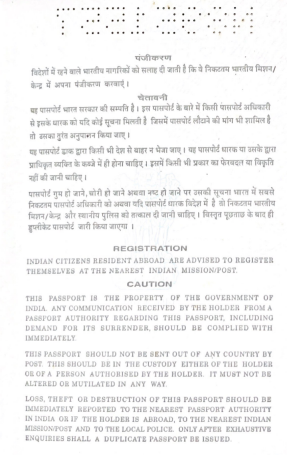 पंजीकरण
विदेशों में रहने वाले भारतीय नागरिकों को सलाह दी जाती है कि वे निकटतम भारतीय मिशन/
केन्द्र में अपना पंजीकरण करवाएं।
चेतावनी
यह पासपोर्ट भारत सरकार की सम्पत्ति है। इस पासपोर्ट के बारे में किसी पासपोर्ट अधिकारी
से इसके धारक को यदि कोई सूचना मिलती है जिसमें पासपोर्ट लौटाने की मांग भी शामिल है
तो उसका तुरंत अनुपालन किया जाए।
यह पासपोर्ट डाक द्वारा किसी भी देश से बाहर न भेजा जाए। यह पासपोर्ट धारक या उसके द्वारा
प्राधिकृत व्यक्ति के कब्जे में ही होना चाहिए। इसमें किसी भी प्रकार का फेरबदल या विकृति
नहीं की जानी चाहिए।
पासपोर्ट गुम हो जाने, चोरी हो जाने अथवा नष्ट हो जाने पर उसकी सूचना भारत में सबसे
निकटतम पासपोर्ट अधिकारी को अथवा यदि पासपोर्ट धारक विदेश में है तो निकटतम भारतीय
मिशन/केन्द्र और स्थानीय पुलिस को तत्काल दी जानी चाहिए। विस्तृत पूछताछ के बाद ही
डुप्लीकेट पासपोर्ट जारी किया जाएगा।
REGISTRATION
INDIAN CITIZENS RESIDENT ABROAD ARE ADVISED TO REGISTER
THEMSELVES AT THE NEAREST INDIAN MISSION/POST.
CAUTION
THIS PASSPORT IS THE PROPERTY OF THE GOVERNMENT OF
INDIA. ANY COMMUNICATION RECEIVED BY THE HOLDER FROM A
PASSPORT AUTHORITY REGARDING THIS PASSPORT, INCLUDING
DEMAND FOR ITS SURRENDER, SHOULD BE COMPLIED WITH
IMMEDIATELY.
THIS PASSPORT SHOULD NOT BE SENT OUT OF ANY COUNTRY BY
POST. THIS SHOULD BE IN THE CUSTODY EITHER OF THE HOLDER
OR OF A PERSON AUTHORISED BY THE HOLDER. IT MUST NOT BE
ALTERED OR MUTILATED IN ANY WAY.
LOSS, THEFT OR DESTRUCTION OF THIS PASSPORT SHOULD BE
IMMEDIATELY REPORTED TO THE NEAREST PASSPORT AUTHORITY
IN INDIA OR IF THE HOLDER IS ABROAD, TO THE NEAREST INDIAN
MISSION/POST AND TO THE LOCAL POLICE. ONLY AFTER EXHAUSTIVE
ENQUIRIES SHALL A DUPLICATE PASSPORT BE ISSUED.